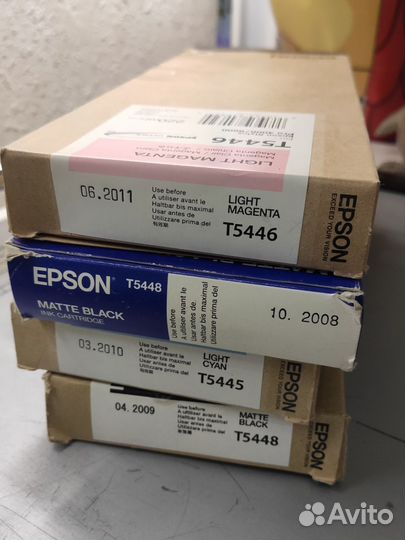 T5446
LIGHT MAGENTA
06.2011
Use before
A utiliser avant le
Haltbar bis maximal
Usar antes de
Utilizzare prima del
有效期
LIGHT
MAGENTA
T5446
EPSON
EXCEED YOUR VISION
EPSON T5448
MATTE BLACK
INK CARTRIDGE
Use before
A utiliser avant le
Haltbar bis maximal
Usar antes de
Utilizzare prima del
10. 2008
03.2010
Use before
A utiliser avant le
Haltbar bis maximal
Usar antes de
Utilizzare prima del
LIGHT
CYAN
T5445
EPSON
04. 2009
Use before
A utiliser avant le
Haltbar bis maximal
Usar antes de
Utilizzare prima del
MATTE
BLACK
T5448
EPSON
Avito